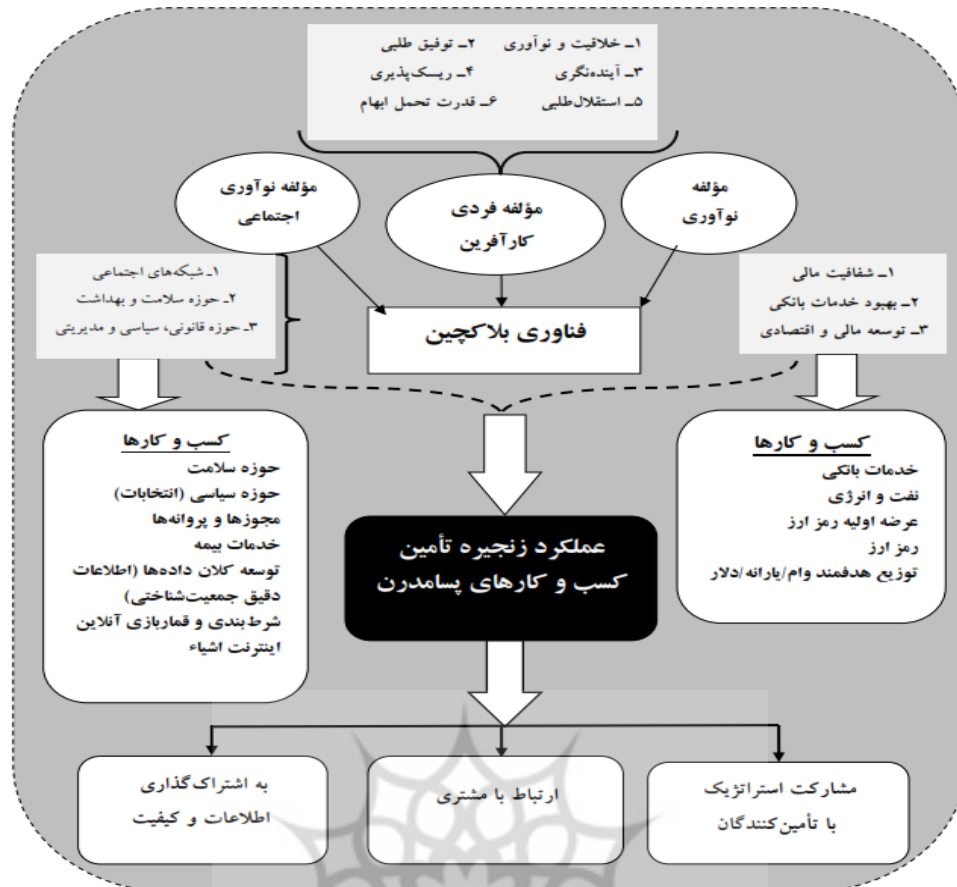 ۱ـ خلاقیت و نوآوری ۲ـ توفیق طلبی
۳ـ آینده‌نگری ۴ـ ریسک‌پذیری
۵ـ استقلال‌طلبی ۶ـ قدرت تحمل ابهام
مؤلفه
نوآوری
مؤلفه فردی
کارآفرین
مؤلفه نوآوری
اجتماعی
۱ـ شفافیت مالی
۲ـ بهبود خدمات بانکی
۳ـ توسعه مالی و اقتصادی
فناوری بلاکچین
۱ـ شبکه‌های اجتماعی
۲ـ حوزه سلامت و بهداشت
۳ـ حوزه قانونی، سیاسی و مدیریتی
کسب و کارها
خدمات بانکی
نفت و انرژی
عرضه اولیه رمز ارز
رمز ارز
توزیع هدفمند وام/یارانه/دلار
عملکرد زنجیره تأمین
کسب و کارهای پسامدرن
کسب و کارها
حوزه سلامت
حوزه سیاسی (انتخابات)
مجوزها و پروانه‌ها
خدمات بیمه
توسعه کلان داده‌ها (اطلاعات
دقیق جمعیت‌شناختی)
شرط‌بندی و قماربازی آنلاین
اینترنت اشیاء
مشارکت استراتژیک
با تأمین‌کنندگان
ارتباط با مشتری
به اشتراک‌گذاری
اطلاعات و کیفیت